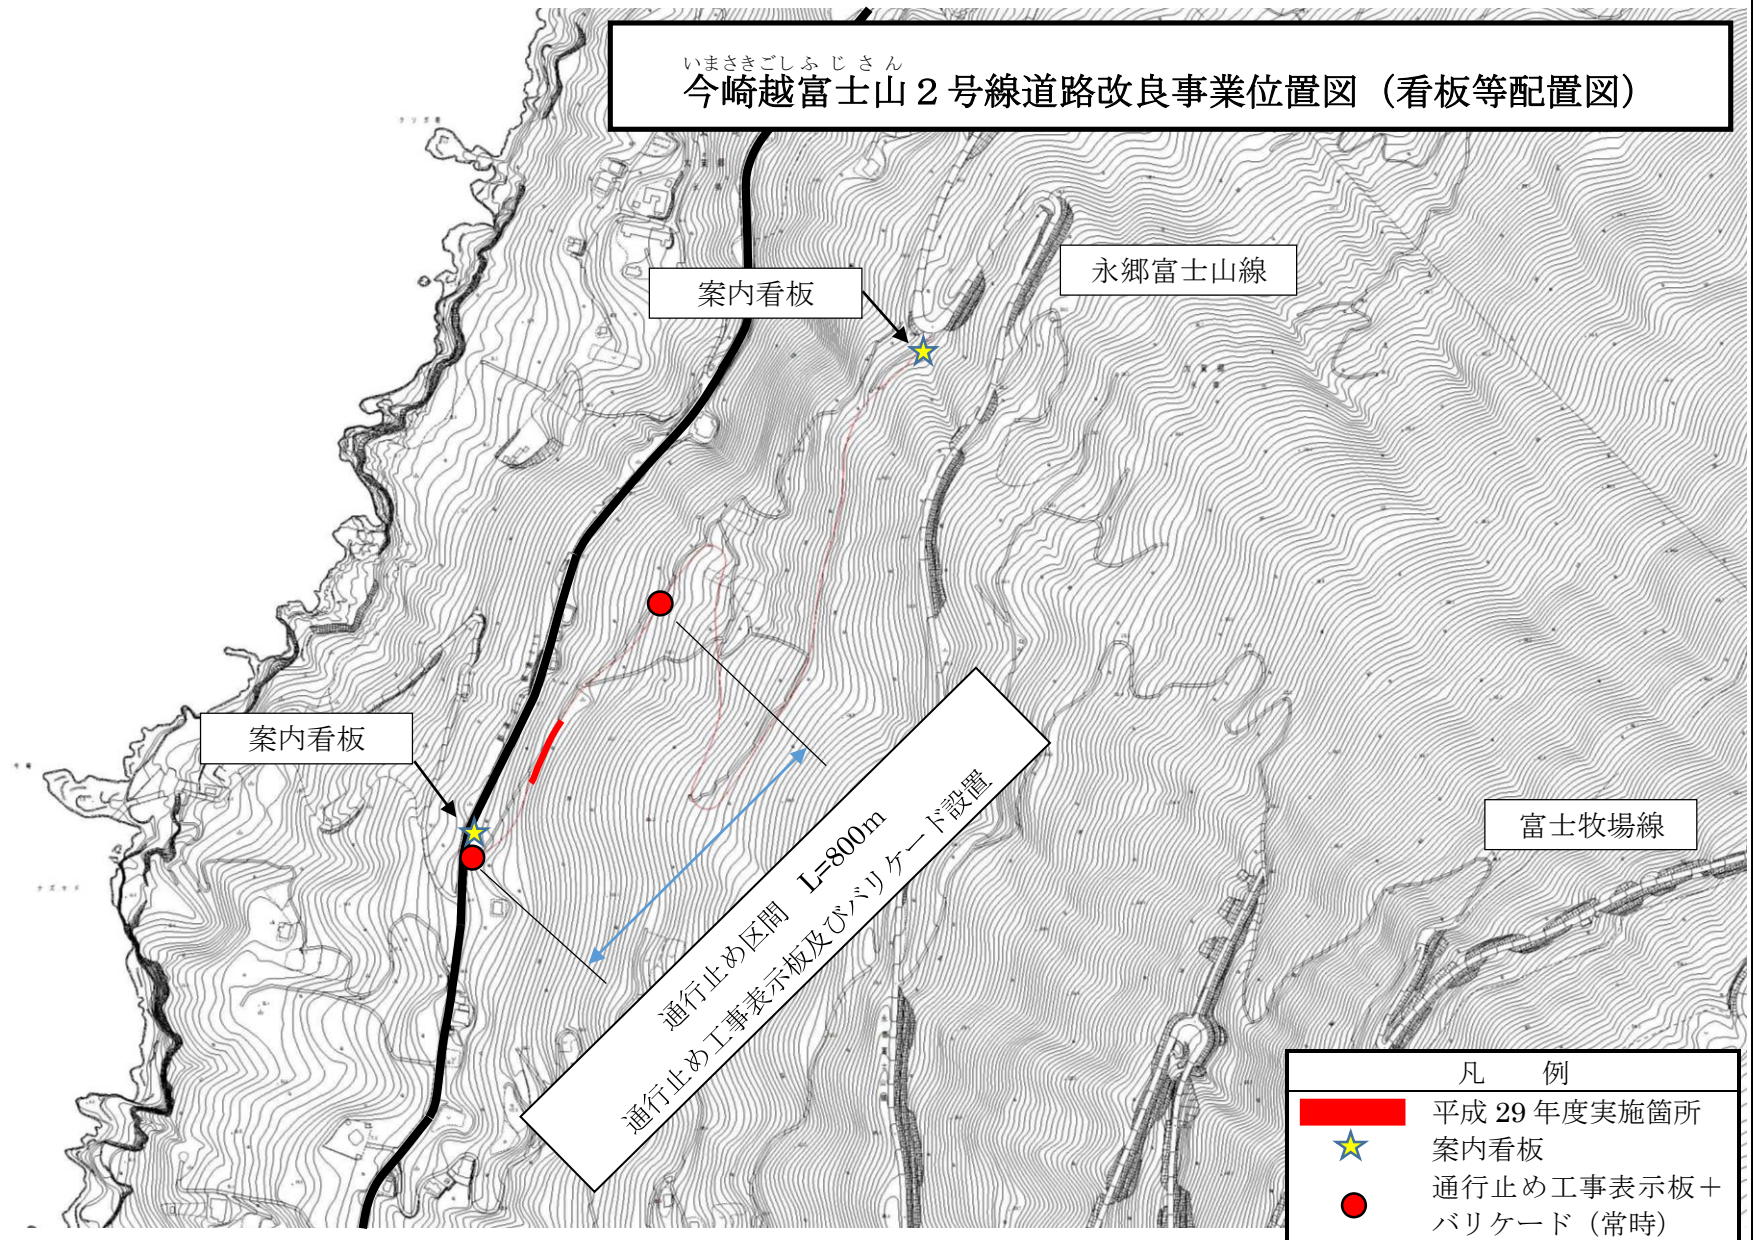 いまさきごしふじさん
今崎越富士山２号線道路改良事業位置図（看板等配置図）
永郷富士山線
案内看板
案内看板
富士牧場線
通行止め区間　L=800m
通行止め工事表示板及びバリケード設置
凡　例
平成 29 年度実施箇所
案内看板
通行止め工事表示板＋
バリケード（常時）